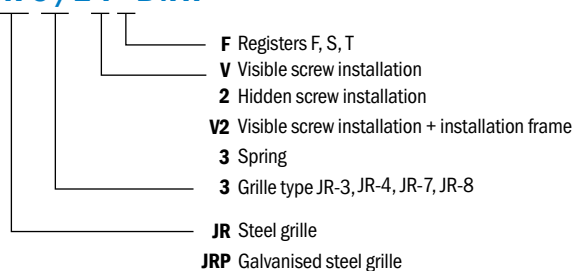 F Registers F, S, T
V Visible screw installation
2 Hidden screw installation
V2 Visible screw installation + installation frame
3 Spring
3 Grille type JR-3, JR-4, JR-7, JR-8
JR Steel grille
JRP Galvanised steel grille